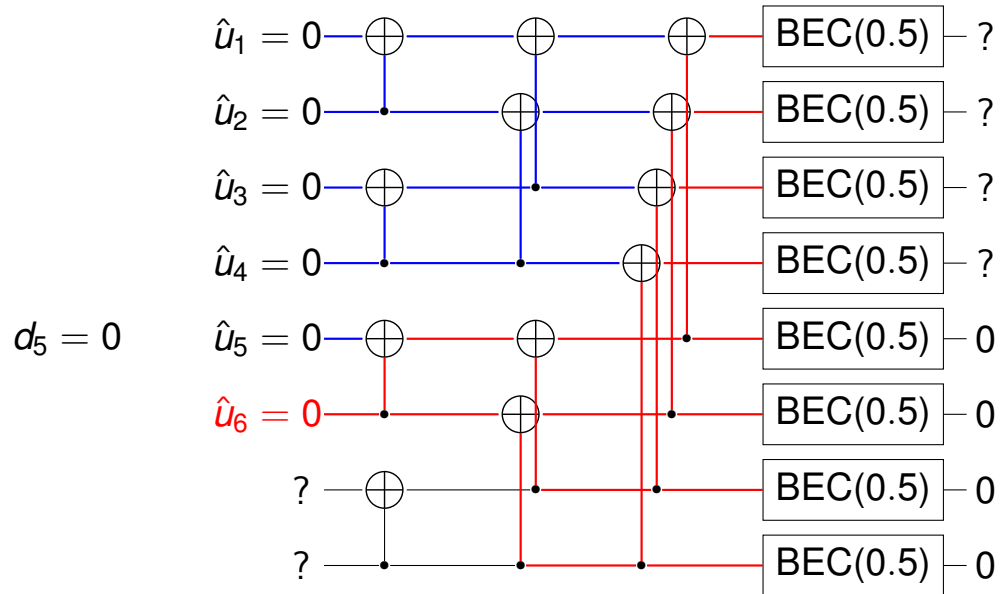 û₁ = 0 BEC(0.5) ?
û₂ = 0 BEC(0.5) ?
û₃ = 0 BEC(0.5) ?
û₄ = 0 BEC(0.5) ?
d₅ = 0 û₅ = 0 BEC(0.5) 0
û₆ = 0 BEC(0.5) 0
? BEC(0.5) 0
? BEC(0.5) 0